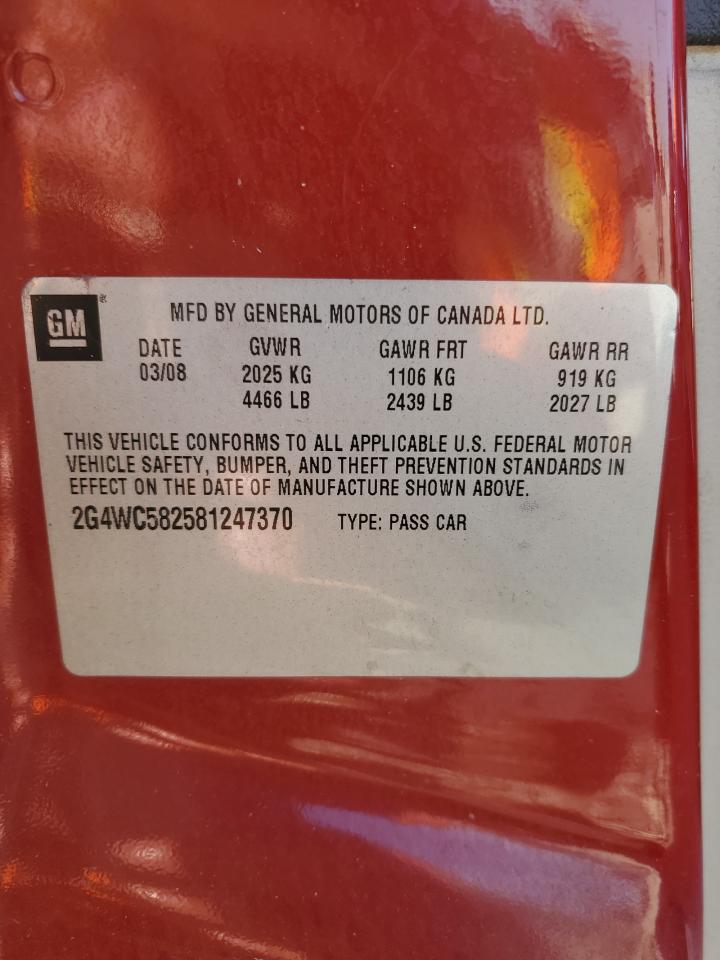 GM®
MFD BY GENERAL MOTORS OF CANADA LTD.
DATE GVWR GAWR FRT GAWR RR
03/08 2025 KG 1106 KG 919 KG
4466 LB 2439 LB 2027 LB
THIS VEHICLE CONFORMS TO ALL APPLICABLE U.S. FEDERAL MOTOR
VEHICLE SAFETY, BUMPER, AND THEFT PREVENTION STANDARDS IN
EFFECT ON THE DATE OF MANUFACTURE SHOWN ABOVE.
2G4WC582581247370 TYPE: PASS CAR